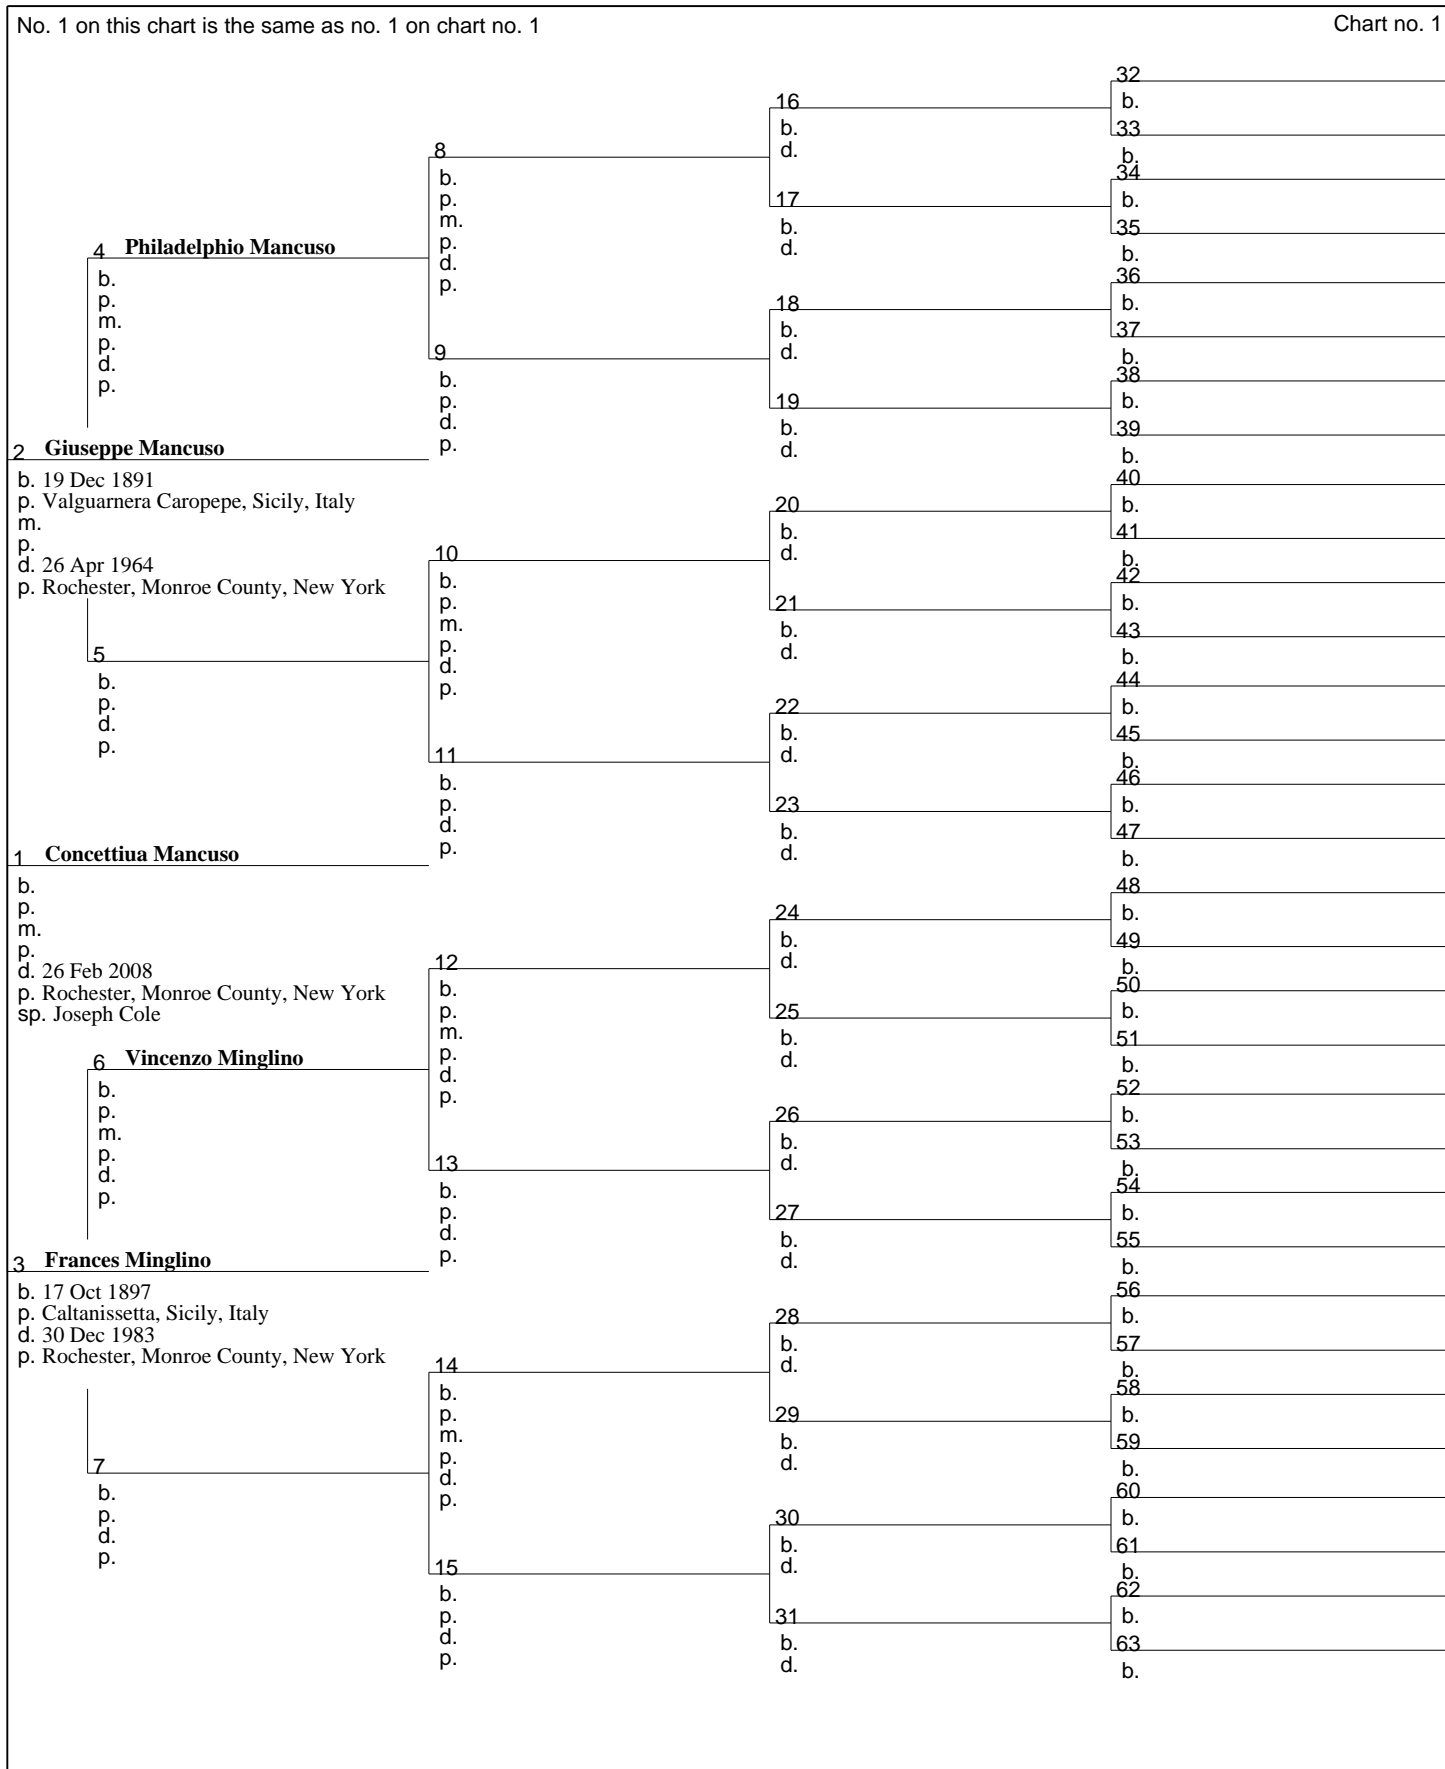 No. 1 on this chart is the same as no. 1 on chart no. 1
Chart no. 1
4 Philadelphio Mancuso
b.
p.
m.
p.
d.
p.
2 Giuseppe Mancuso
b. 19 Dec 1891
p. Valguarnera Caropepe, Sicily, Italy
m.
p.
d. 26 Apr 1964
p. Rochester, Monroe County, New York
5
b.
p.
d.
p.
1 Concettiua Mancuso
b.
p.
m.
p.
d. 26 Feb 2008
p. Rochester, Monroe County, New York
sp. Joseph Cole
6 Vincenzo Minglino
b.
p.
m.
p.
d.
p.
3 Frances Minglino
b. 17 Oct 1897
p. Caltanissetta, Sicily, Italy
d. 30 Dec 1983
p. Rochester, Monroe County, New York
7
b.
p.
d.
p.
8
b.
p.
m.
p.
d.
p.
9
b.
p.
d.
p.
10
b.
p.
m.
p.
d.
p.
11
b.
p.
d.
p.
12
b.
p.
m.
p.
d.
p.
13
b.
p.
d.
p.
14
b.
p.
m.
p.
d.
p.
15
b.
p.
d.
p.
16
b.
d.
17
b.
d.
18
b.
d.
19
b.
d.
20
b.
d.
21
b.
d.
22
b.
d.
23
b.
d.
24
b.
d.
25
b.
d.
26
b.
d.
27
b.
d.
28
b.
d.
29
b.
d.
30
b.
d.
31
b.
d.
32
b.
33
b.
34
b.
35
b.
36
b.
37
b.
38
b.
39
b.
40
b.
41
b.
42
b.
43
b.
44
b.
45
b.
46
b.
47
b.
48
b.
49
b.
50
b.
51
b.
52
b.
53
b.
54
b.
55
b.
56
b.
57
b.
58
b.
59
b.
60
b.
61
b.
62
b.
63
b.